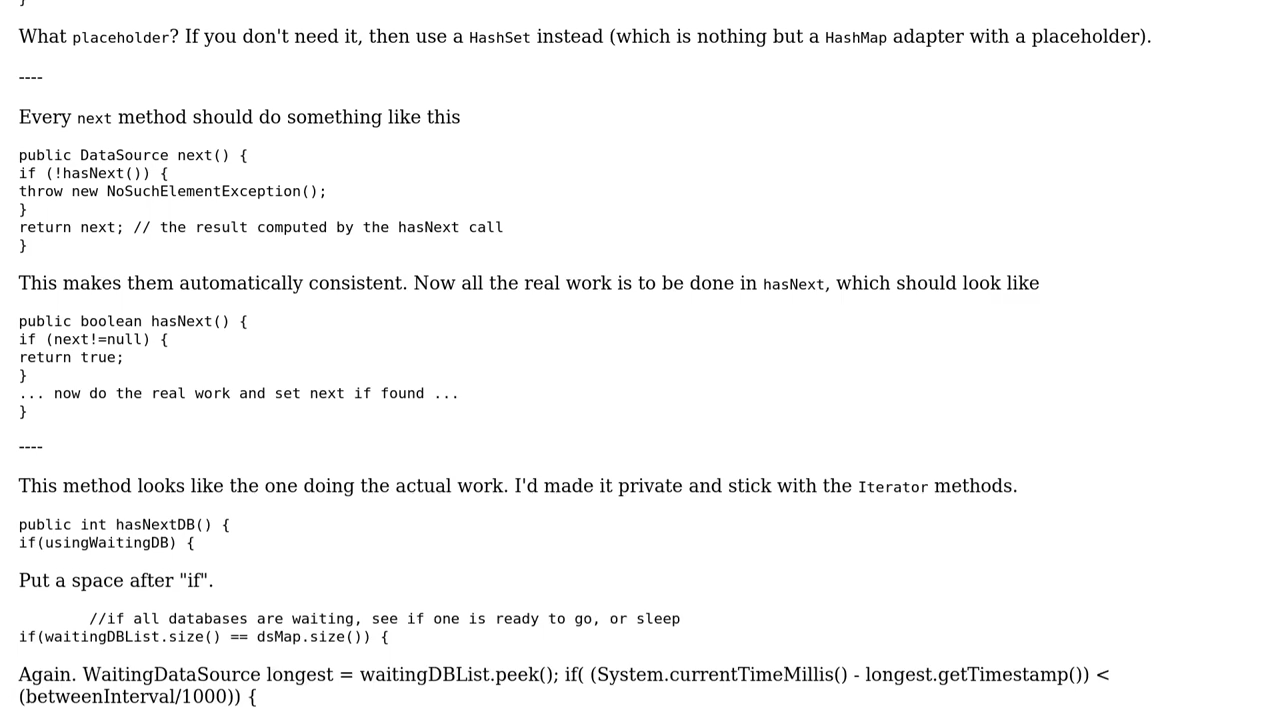 }
What placeholder? If you don't need it, then use a HashSet instead (which is nothing but a HashMap adapter with a placeholder).
----
Every next method should do something like this
public DataSource next() {
if (!hasNext()) {
throw new NoSuchElementException();
}
return next; // the result computed by the hasNext call
}
This makes them automatically consistent. Now all the real work is to be done in hasNext, which should look like
public boolean hasNext() {
if (next!=null) {
return true;
}
... now do the real work and set next if found ...
}
----
This method looks like the one doing the actual work. I'd made it private and stick with the Iterator methods.
public int hasNextDB() {
if(usingWaitingDB) {
Put a space after "if".
        //if all databases are waiting, see if one is ready to go, or sleep
if(waitingDBList.size() == dsMap.size()) {
Again. WaitingDataSource longest = waitingDBList.peek(); if( (System.currentTimeMillis() - longest.getTimestamp()) <
(betweenInterval/1000)) {